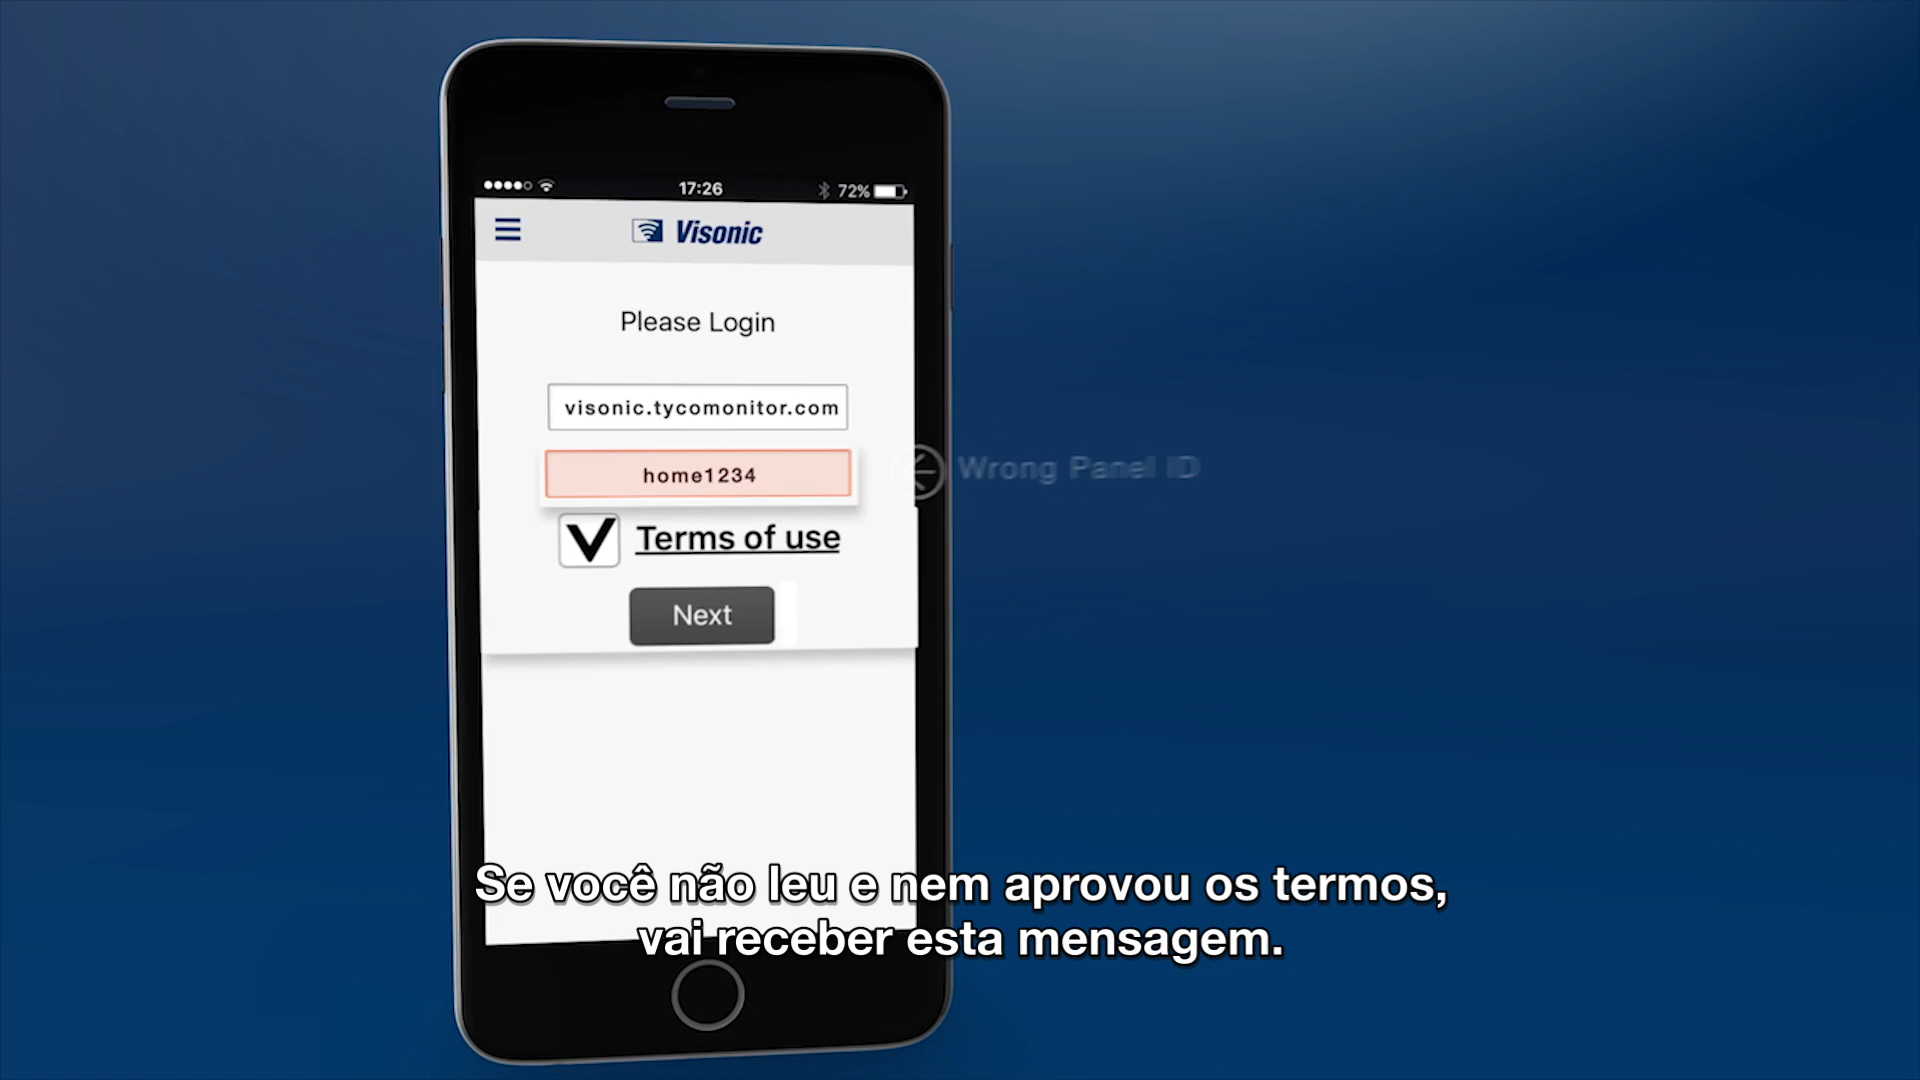 17:26
72%
Visonic
Please Login
visonic.tycomonitor.com
home1234
Wrong Panel ID
Terms of use
Next
Se você não leu e nem aprovou os termos,
vai receber esta mensagem.